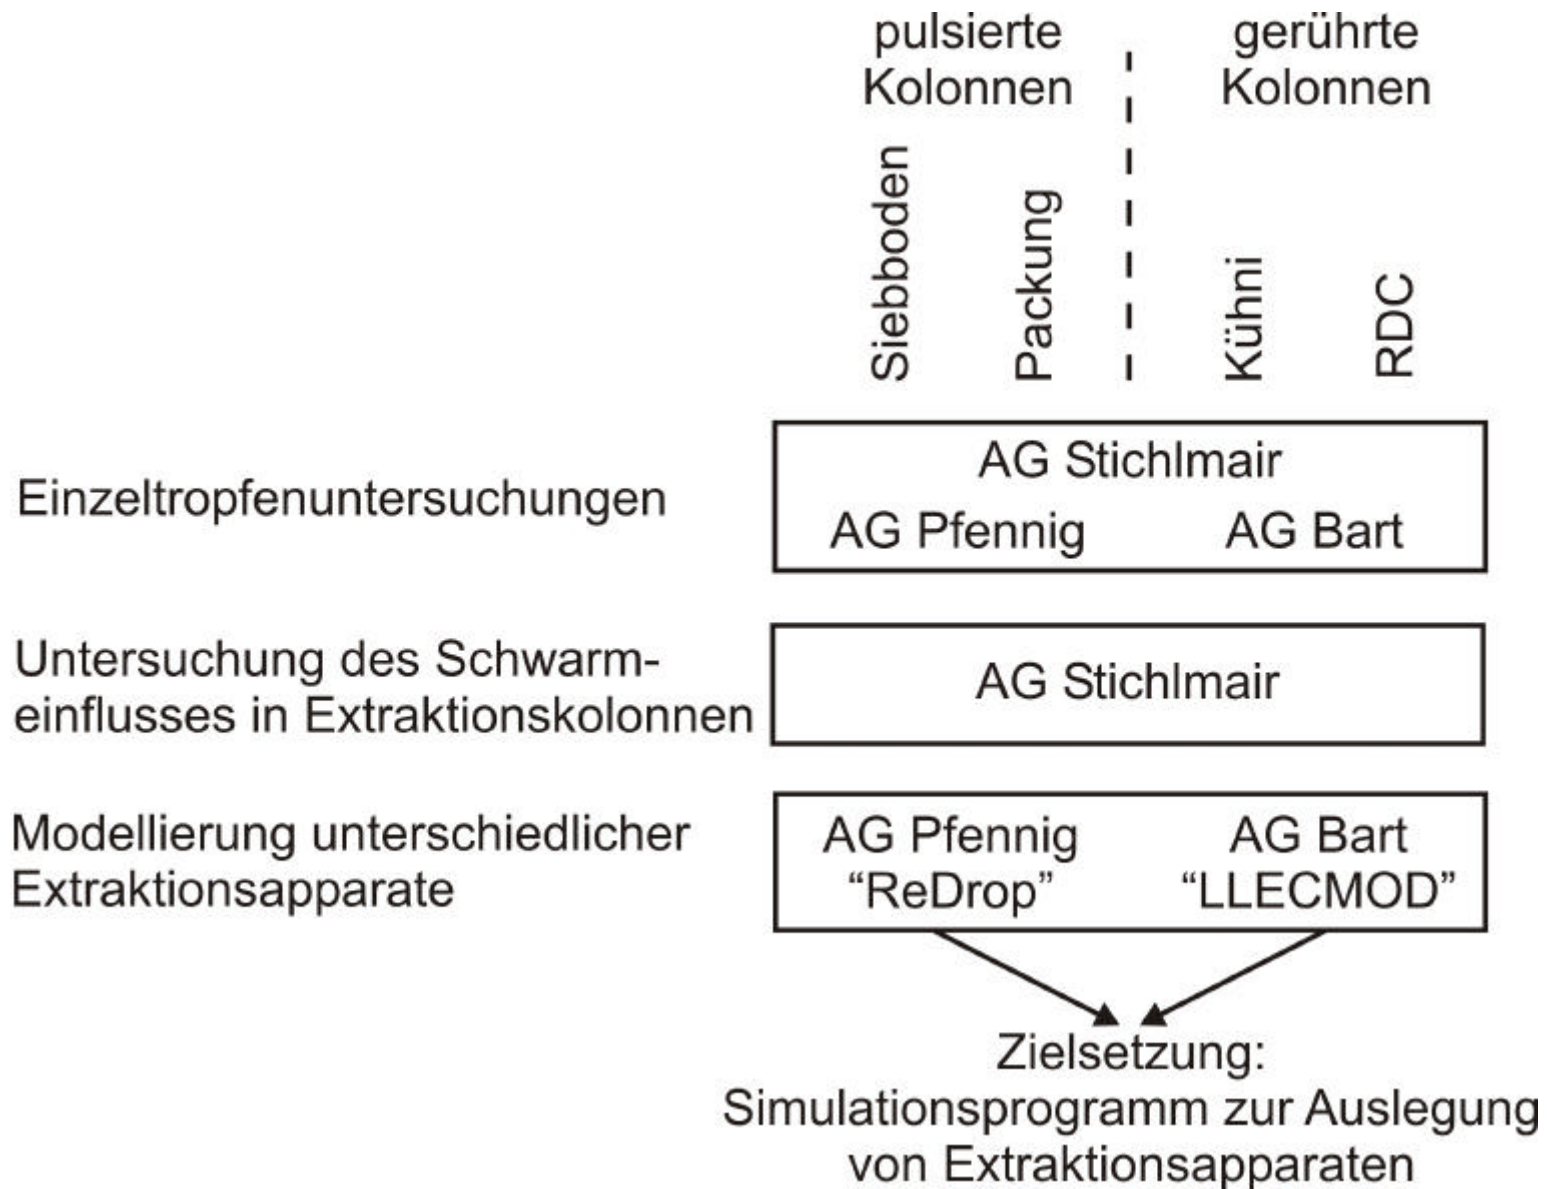 pulsierte
Kolonnen
gerührte
Kolonnen
Siebboden
Packung
Kühni
RDC
Einzeltropfenuntersuchungen
AG Stichlmair
AG Pfennig
AG Bart
Untersuchung des Schwarm-
einflusses in Extraktionskolonnen
AG Stichlmair
Modellierung unterschiedlicher
Extraktionsapparate
AG Pfennig
“ReDrop”
AG Bart
“LLECMOD”
Zielsetzung:
Simulationsprogramm zur Auslegung
von Extraktionsapparaten